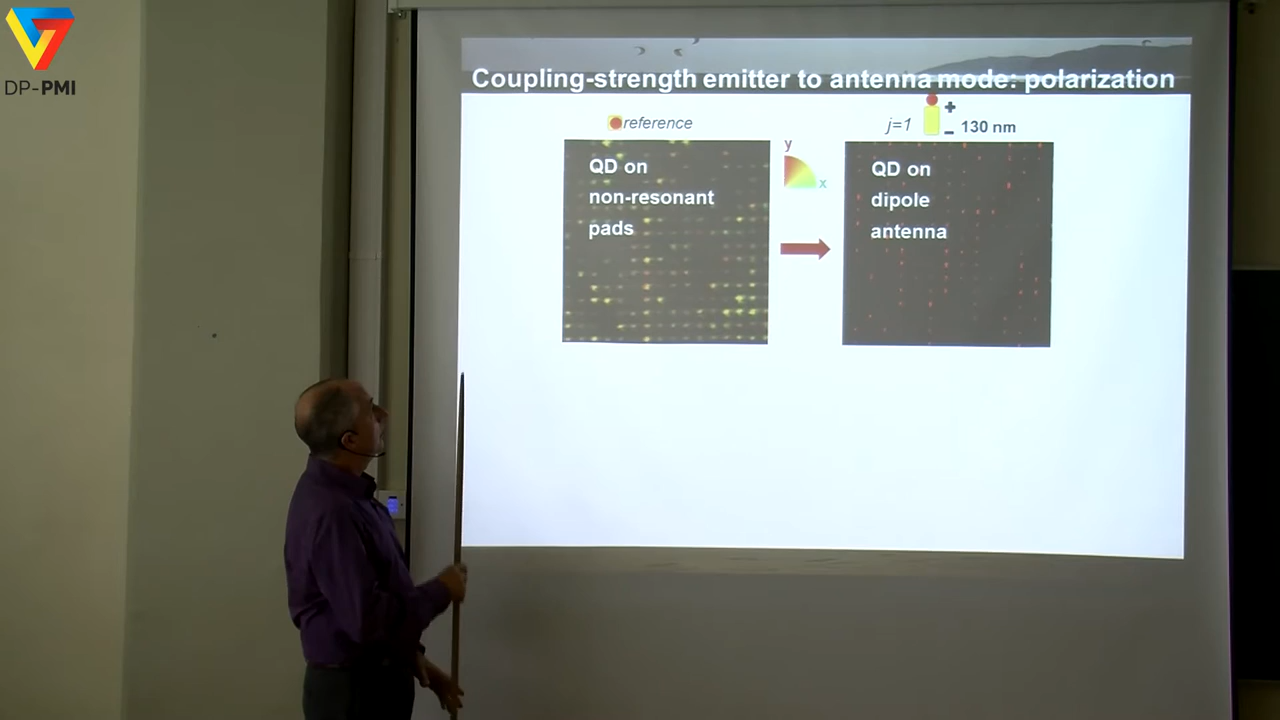 DP-PMI
Coupling-strength emitter to antenna mode: polarization
reference
j=1
+
– 130 nm
QD on
non-resonant
pads
y
x
QD on
dipole
antenna